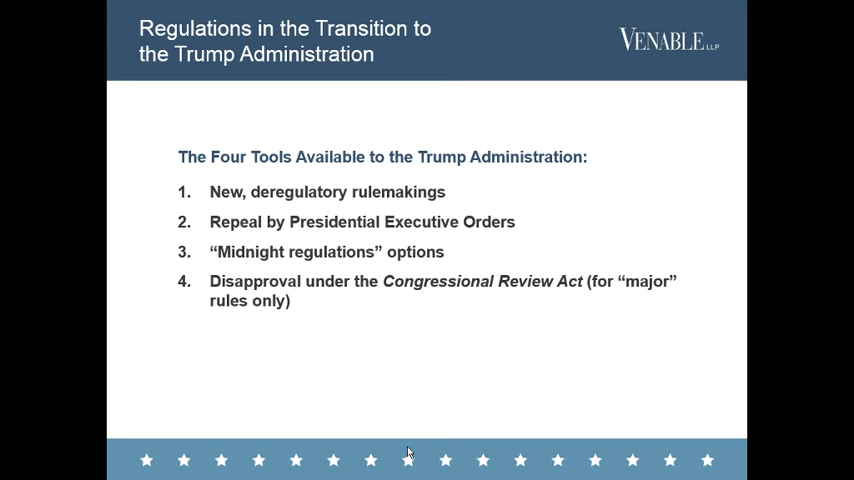 Regulations in the Transition to
the Trump Administration
VENABLE LLP
The Four Tools Available to the Trump Administration:
1. New, deregulatory rulemakings
2. Repeal by Presidential Executive Orders
3. “Midnight regulations” options
4. Disapproval under the Congressional Review Act (for “major”
rules only)